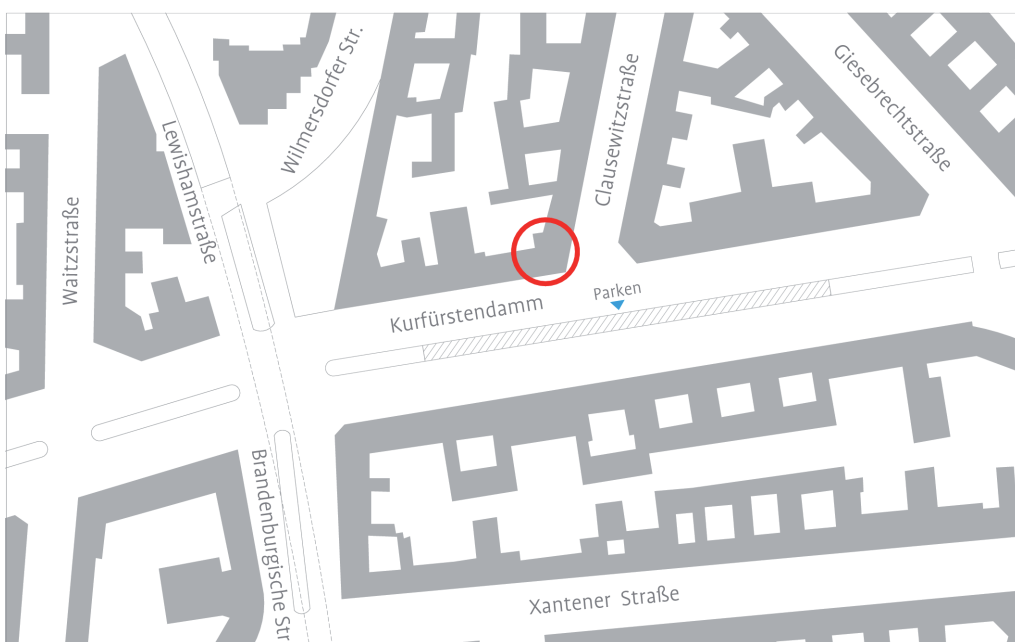 Wilmersdorfer Str.
Giesebrechtstraße
Clausewitzstraße
Lewishamstraße
Waitzstraße
Parken
Kurfürstendamm
Brandenburgische Str
Xantener Straße